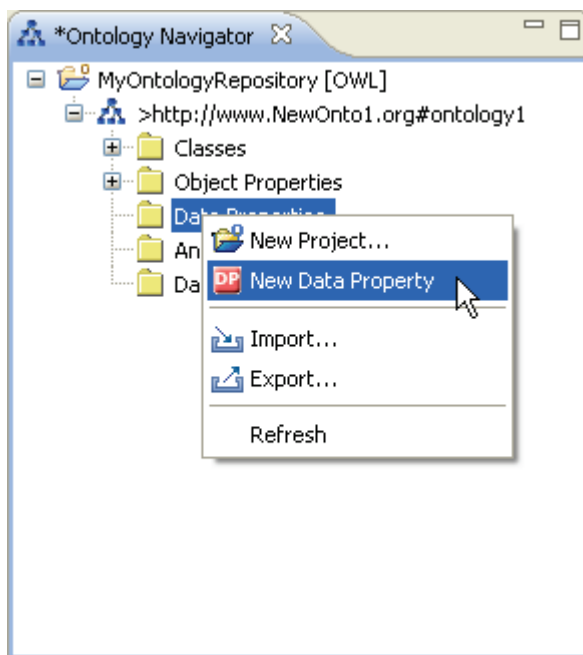 *Ontology Navigator
MyOntologyRepository [OWL]
>http://www.NewOnto1.org#ontology1
Classes
Object Properties
New Project...
DP New Data Property
Import...
Export...
Refresh